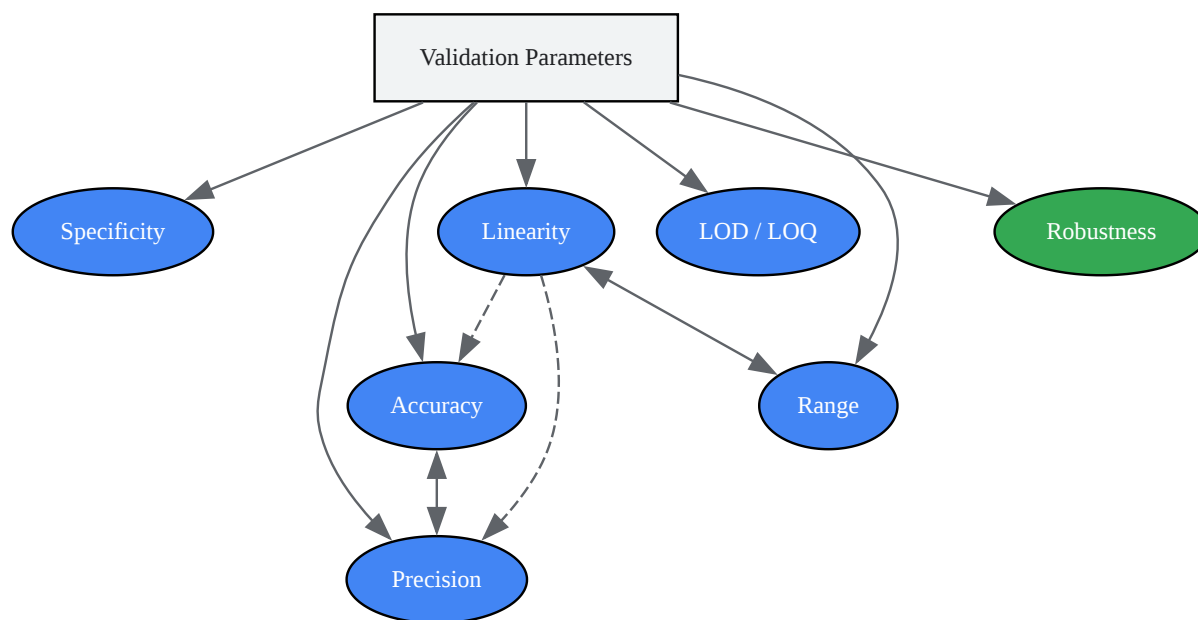 Validation Parameters
Specificity
Linearity
LOD / LOQ
Robustness
Accuracy
Range
Precision